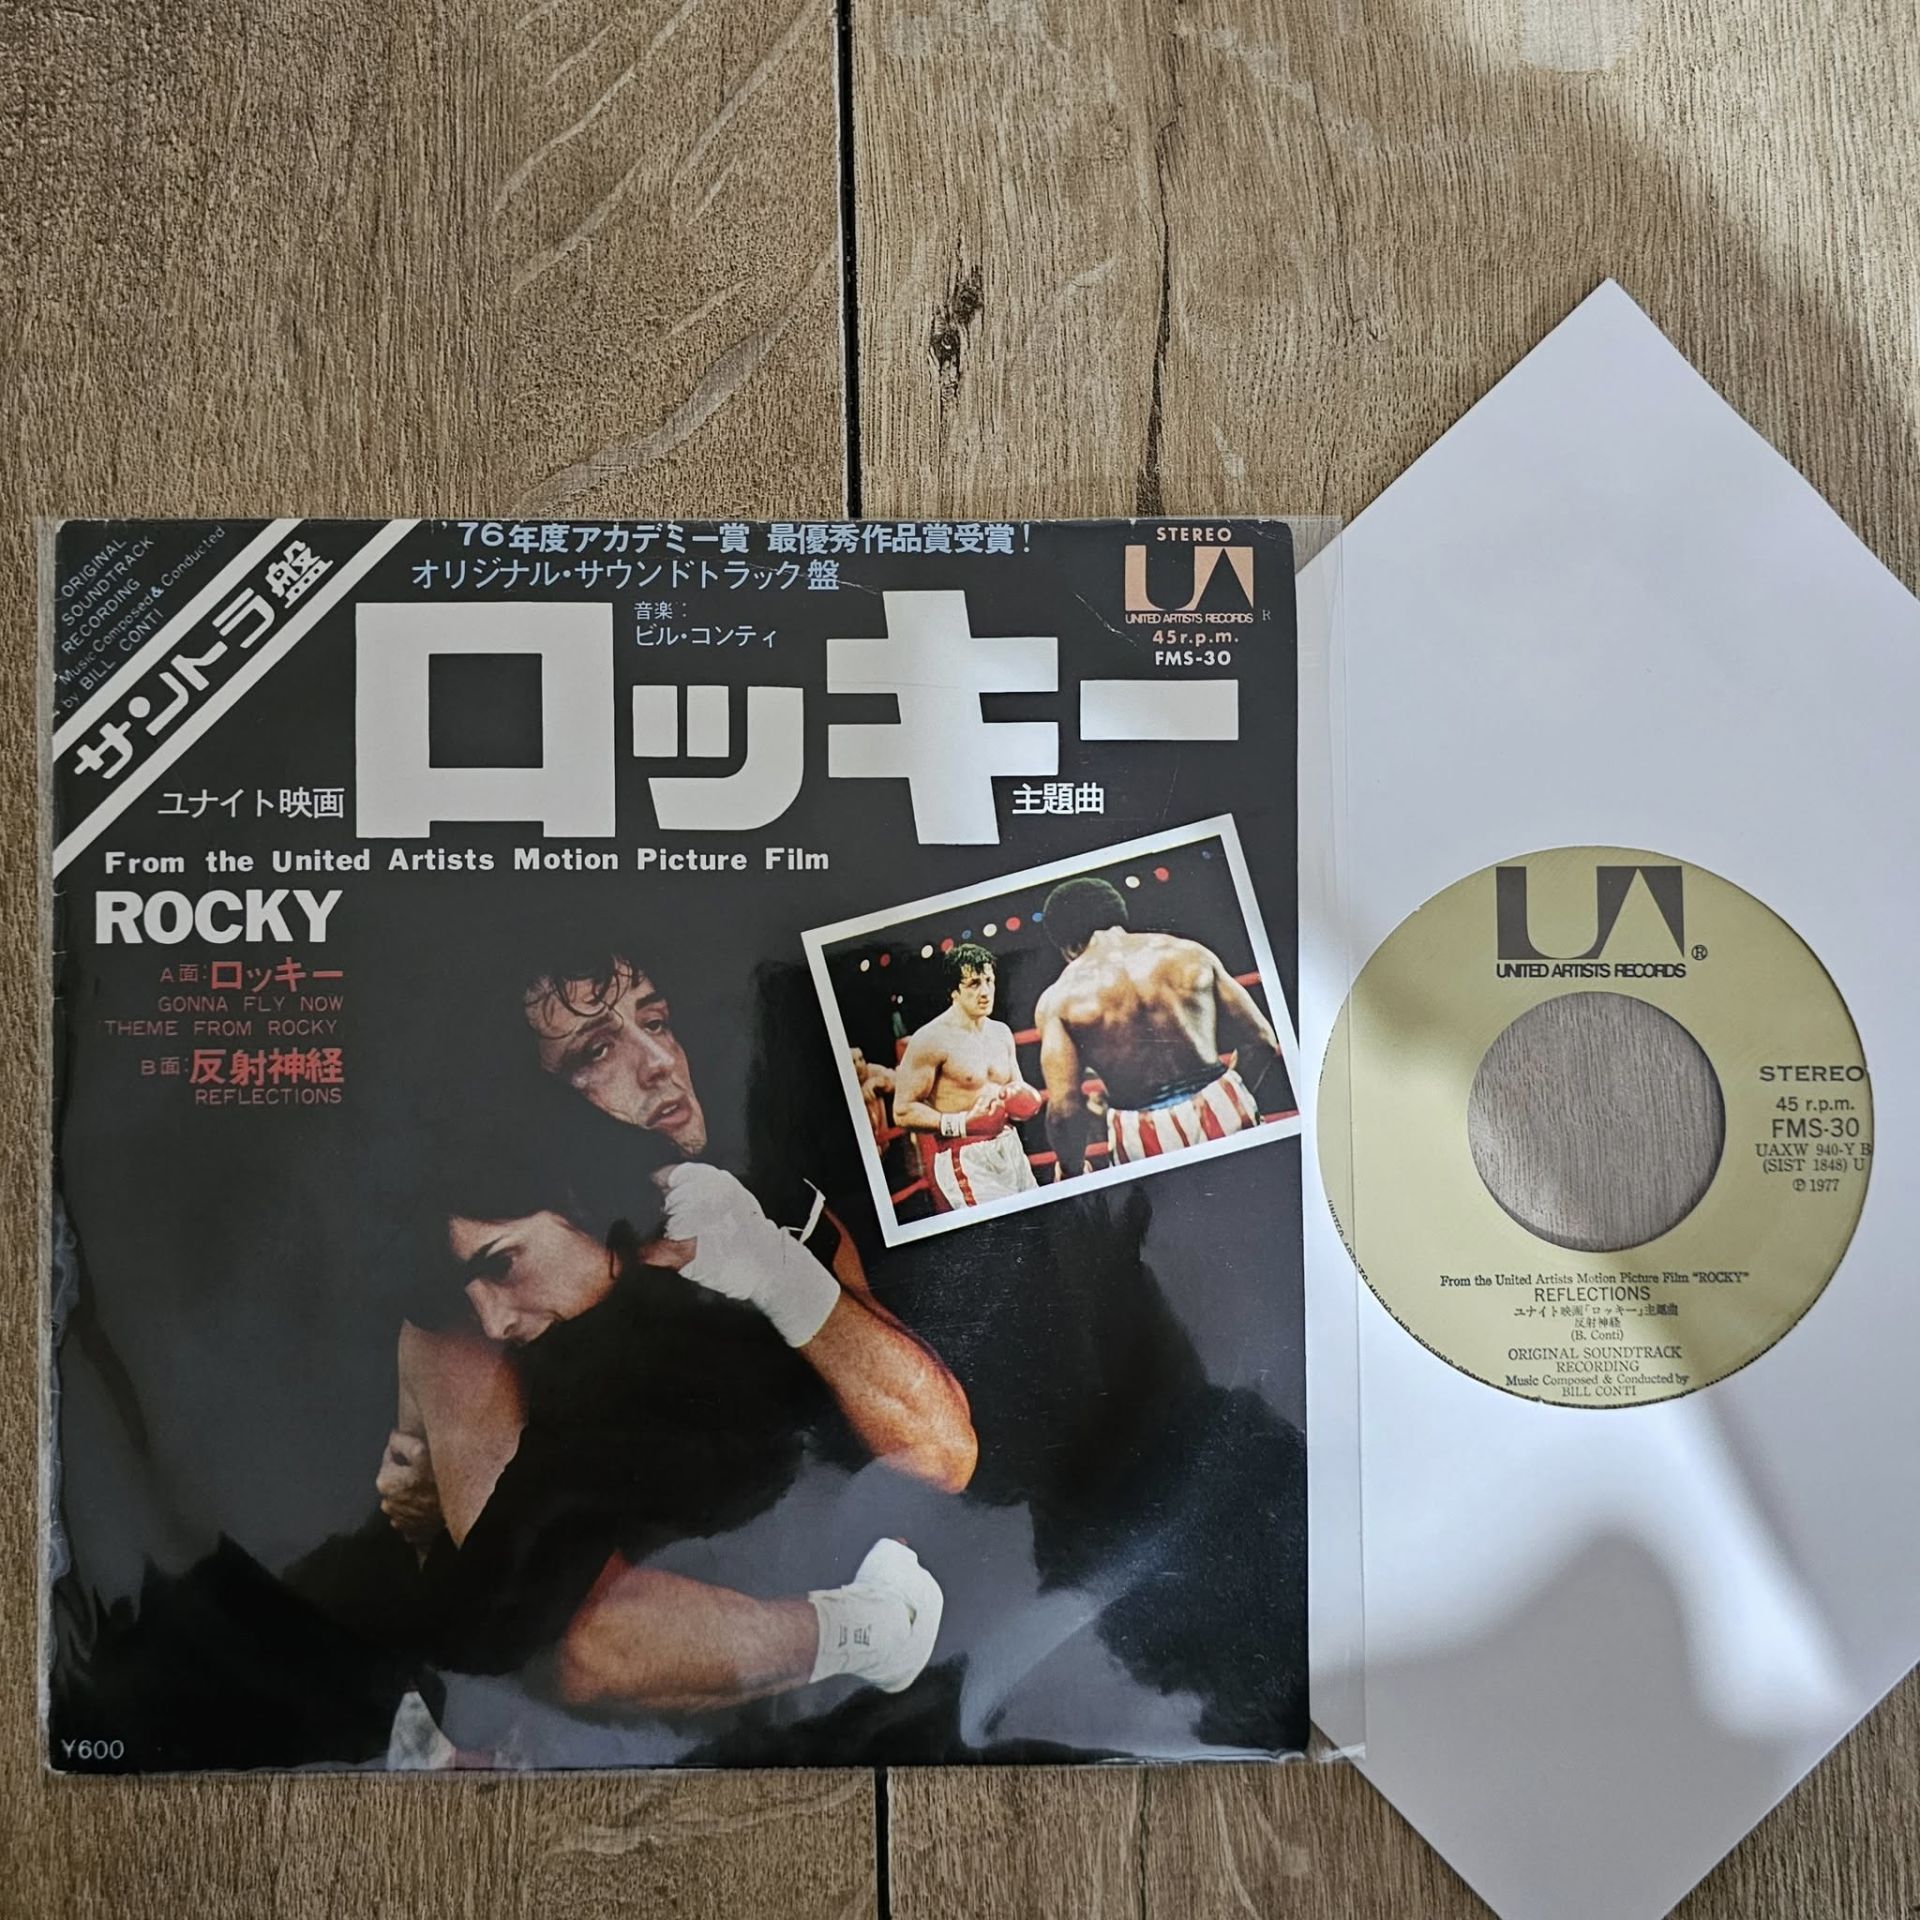 '76年度アカデミー賞 最優秀作品賞受賞!
オリジナル・サウンドトラック盤
ORIGINAL
SOUNDTRACK
RECORDING
Music Composed & Conducted
by BILL CONTI
サントラ盤
音楽:
ビル・コンティ
STEREO
UA
UNITED ARTISTS RECORDS R
45r.p.m.
FMS-30
ユナイト映画 ロッキー 主題曲
From the United Artists Motion Picture Film
ROCKY
A面:ロッキー
GONNA FLY NOW
THEME FROM ROCKY
B面:反射神経
REFLECTIONS
¥600
UA
UNITED ARTISTS RECORDS ®
STEREO
45 r.p.m.
FMS-30
UAXW 940-Y B
(SIST 1848) U
Ⓟ 1977
From the United Artists Motion Picture Film "ROCKY"
REFLECTIONS
ユナイト映画「ロッキー」主題曲
反射神経
(B. Conti)
ORIGINAL SOUNDTRACK
RECORDING
Music Composed & Conducted by
BILL CONTI